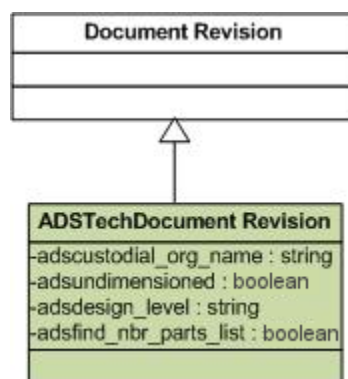 Document Revision
ADSTechDocument Revision
-adscustodial_org_name : string
-adsundimensioned : boolean
-adsdesign_level : string
-adsfind_nbr_parts_list : boolean